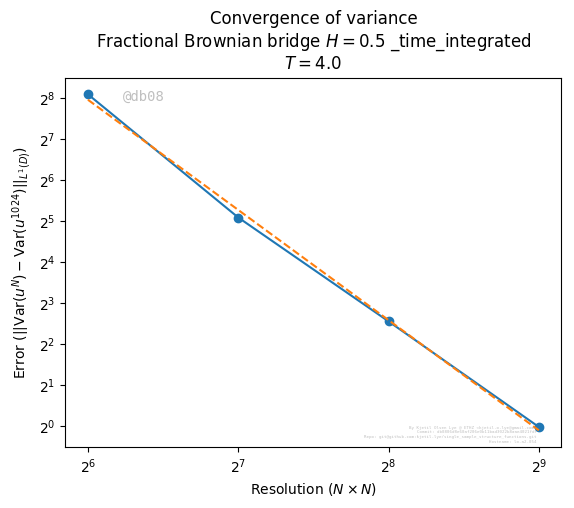 Convergence of variance
Fractional Brownian bridge H = 0.5 _time_integrated
T = 4.0
@db08
2^8
2^7
2^6
2^5
2^4
2^3
2^2
2^1
2^0
Error (||Var(u^N) − Var(u^1024)||_L^1(D))
2^6 2^7 2^8 2^9
Resolution (N × N)